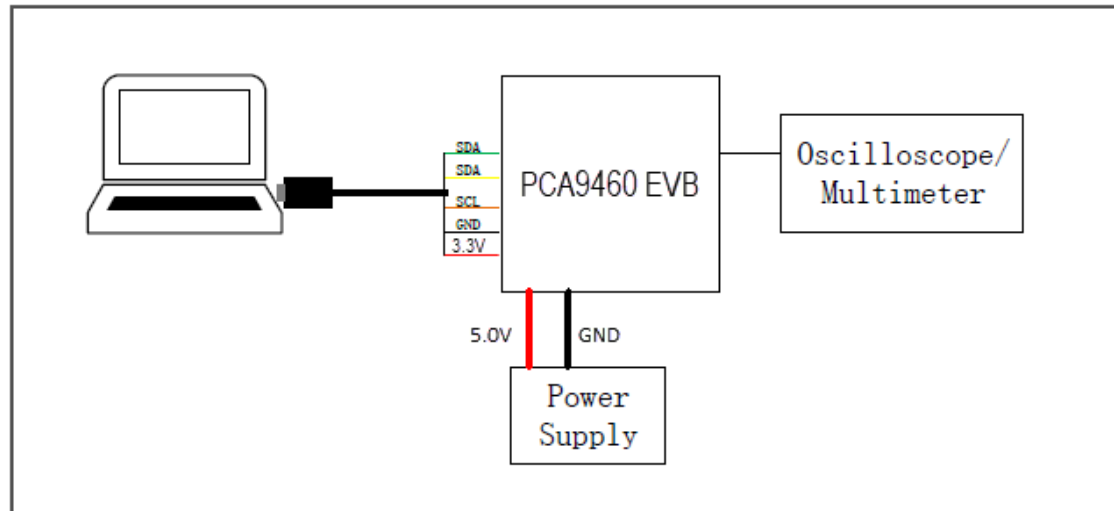 SDA
SDA
SCL
GND
3.3V
PCA9460 EVB
Oscilloscope/
Multimeter
5.0V
GND
Power
Supply